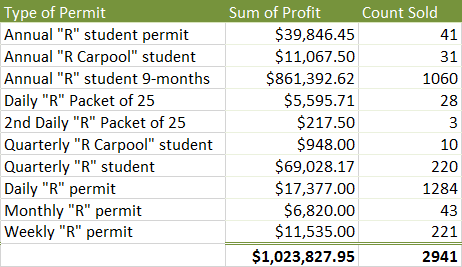 Type of Permit Sum of Profit Count Sold
Annual "R" student permit $39,846.45 41
Annual "R Carpool" student $11,067.50 31
Annual "R" student 9-months $861,392.62 1060
Daily "R" Packet of 25 $5,595.71 28
2nd Daily "R" Packet of 25 $217.50 3
Quarterly "R Carpool" student $948.00 10
Quarterly "R" student $69,028.17 220
Daily "R" permit $17,377.00 1284
Monthly "R" permit $6,820.00 43
Weekly "R" permit $11,535.00 221
$1,023,827.95 2941